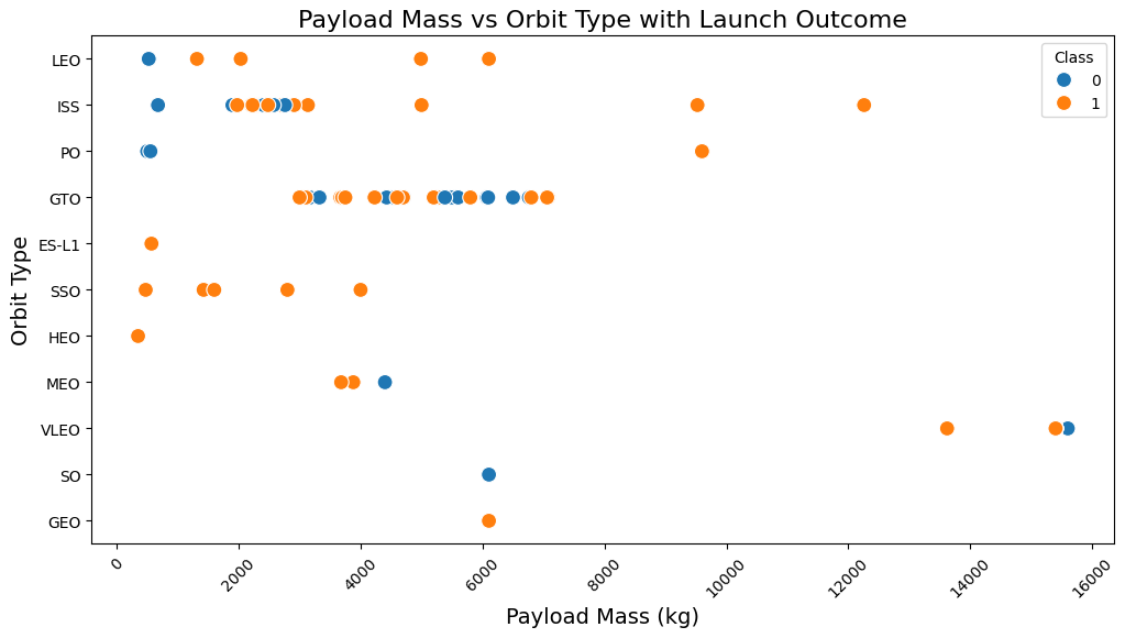 Payload Mass vs Orbit Type with Launch Outcome
Class
0
1
Orbit Type
LEO
ISS
PO
GTO
ES-L1
SSO
HEO
MEO
VLEO
SO
GEO
0
2000
4000
6000
8000
10000
12000
14000
16000
Payload Mass (kg)